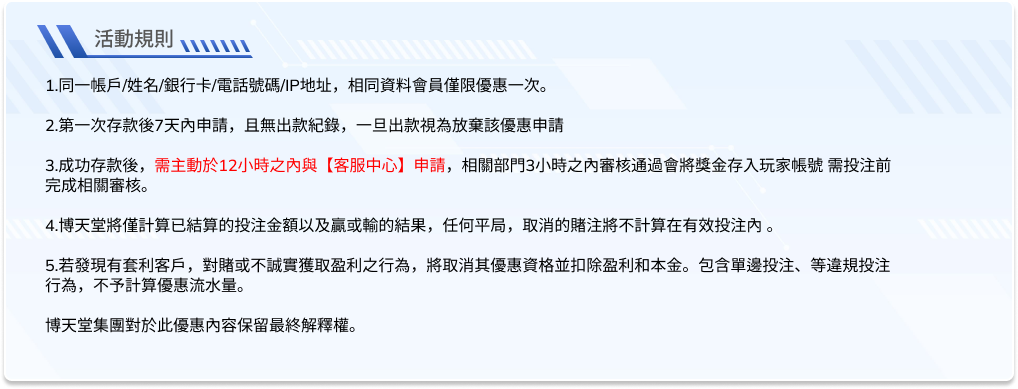 活動規則
1.同一帳戶/姓名/銀行卡/電話號碼/IP地址，相同資料會員僅限優惠一次。
2.第一次存款後7天內申請，且無出款紀錄，一旦出款視為放棄該優惠申請
3.成功存款後，需主動於12小時之內與【客服中心】申請，相關部門3小時之內審核通過會將獎金存入玩家帳號 需投注前
完成相關審核。
4.博天堂將僅計算已結算的投注金額以及贏或輸的結果，任何平局，取消的賭注將不計算在有效投注內 。
5.若發現有套利客戶，對賭或不誠實獲取盈利之行為，將取消其優惠資格並扣除盈利和本金。包含單邊投注、等違規投注
行為，不予計算優惠流水量。
博天堂集團對於此優惠內容保留最終解釋權。